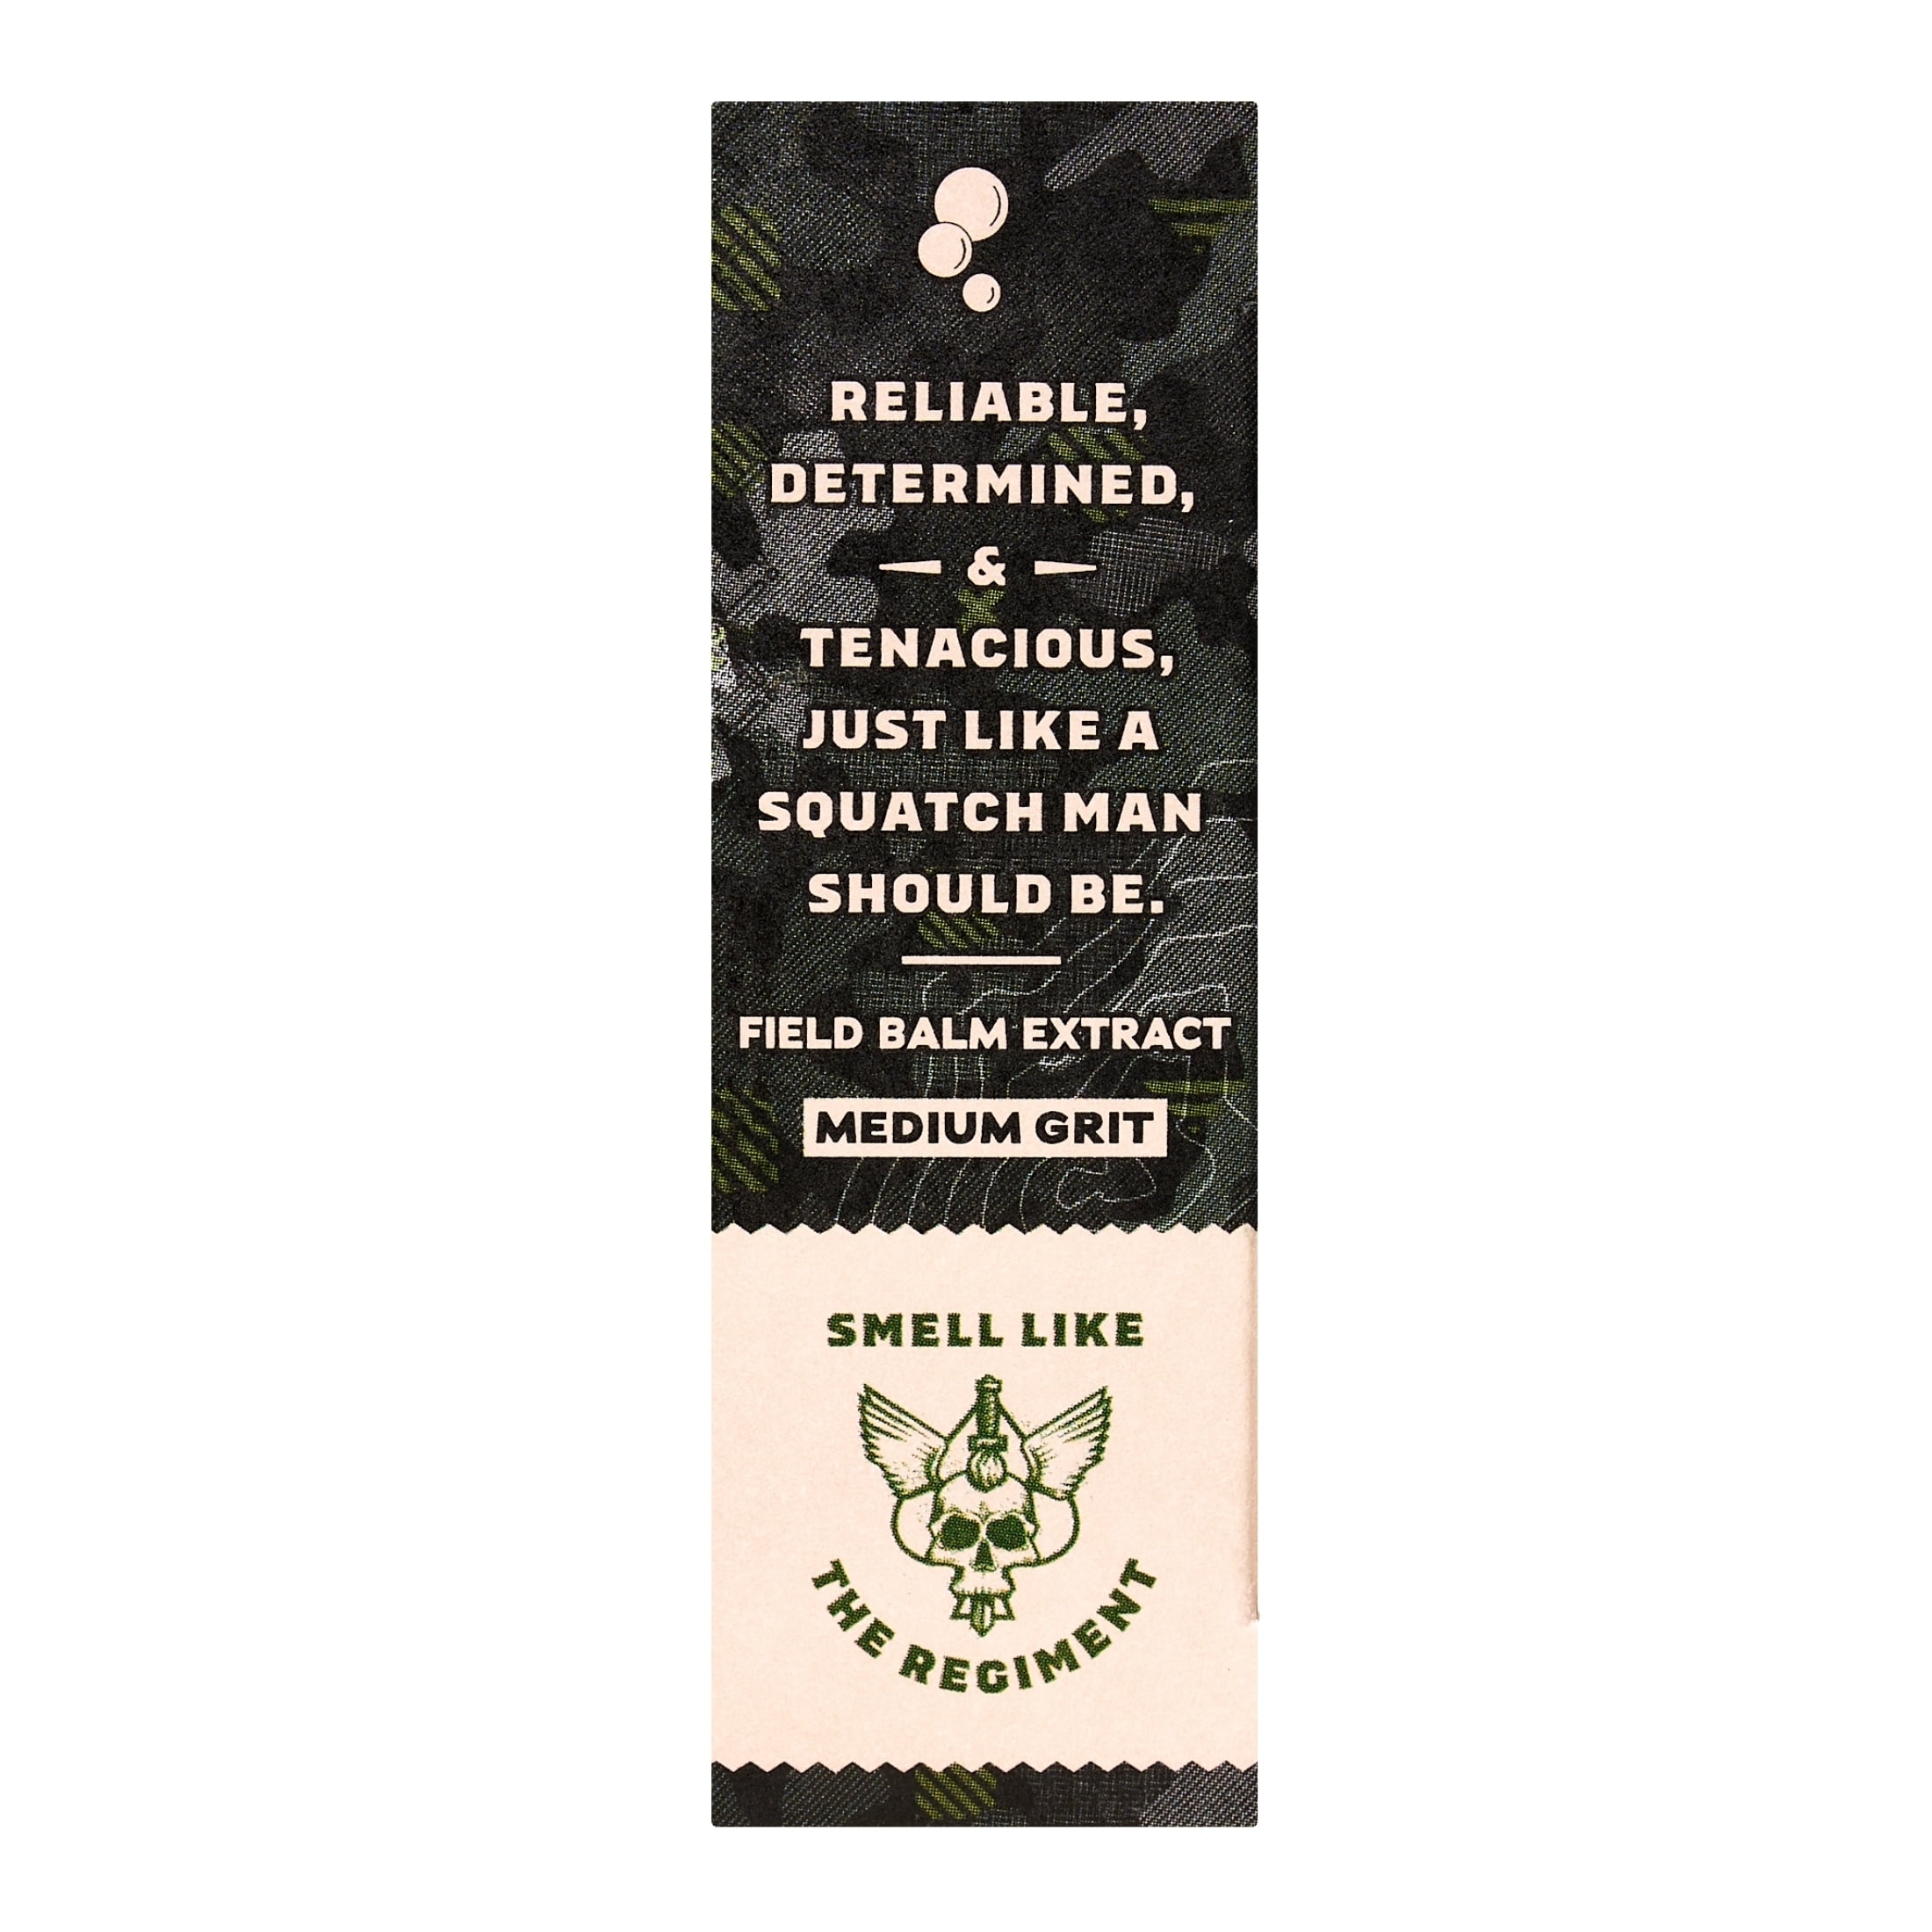 RELIABLE,
DETERMINED,
&
TENACIOUS,
JUST LIKE A
SQUATCH MAN
SHOULD BE.
FIELD BALM EXTRACT
MEDIUM GRIT
SMELL LIKE
THE REGIMENT